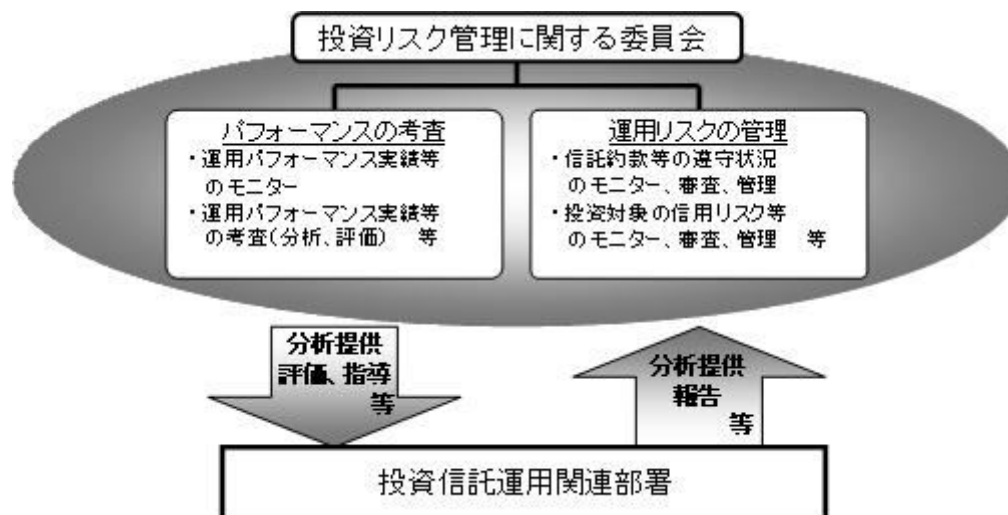 投資リスク管理に関する委員会
パフォーマンスの考査
・運用パフォーマンス実績等
のモニター
・運用パフォーマンス実績等
の考査(分析、評価) 等
運用リスクの管理
・信託約款等の遵守状況
のモニター、審査、管理
・投資対象の信用リスク等
のモニター、審査、管理 等
分析提供
評価、指導
等
分析提供
報告
等
投資信託運用関連部署